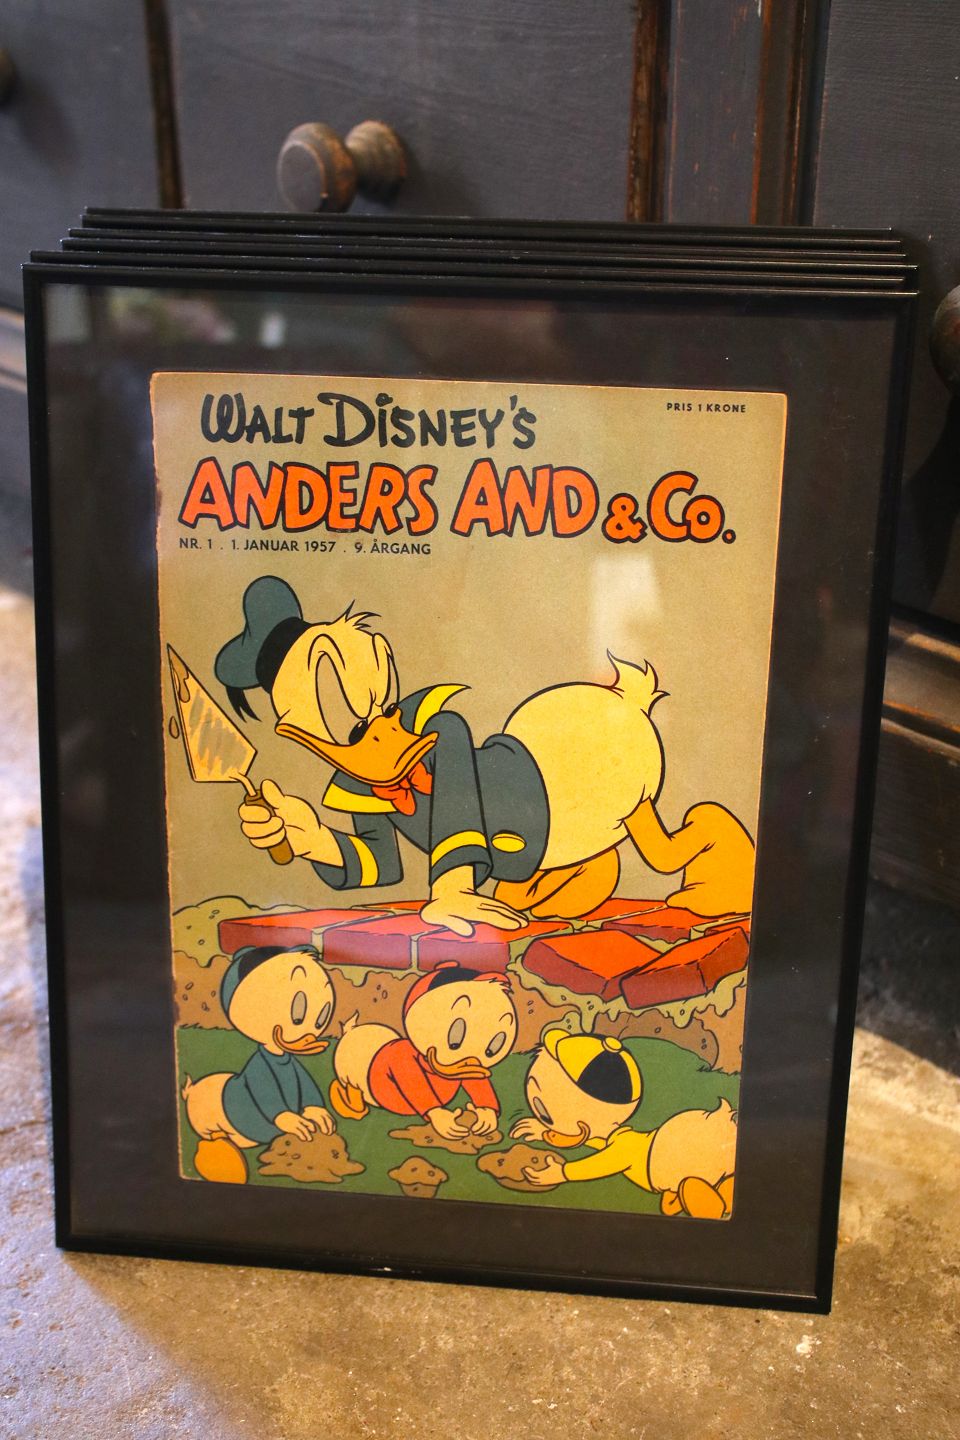 WALT DISNEY'S
PRIS 1 KRONE
ANDERS AND & CO.
NR. 1 . 1. JANUAR 1957 . 9. ÅRGANG